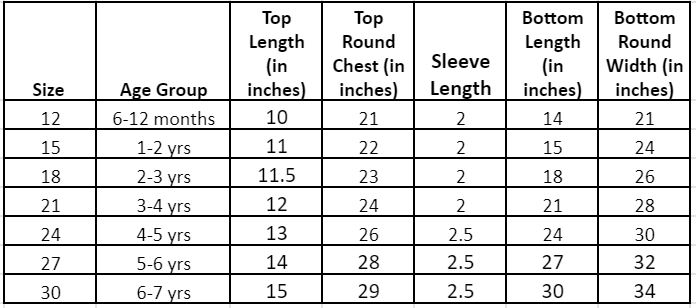 Size Age Group Top Length (in inches) Top Round Chest (in inches) Sleeve Length Bottom Length (in inches) Bottom Round Width (in inches)
12 6-12 months 10 21 2 14 21
15 1-2 yrs 11 22 2 15 24
18 2-3 yrs 11.5 23 2 18 26
21 3-4 yrs 12 24 2 21 28
24 4-5 yrs 13 26 2.5 24 30
27 5-6 yrs 14 28 2.5 27 32
30 6-7 yrs 15 29 2.5 30 34